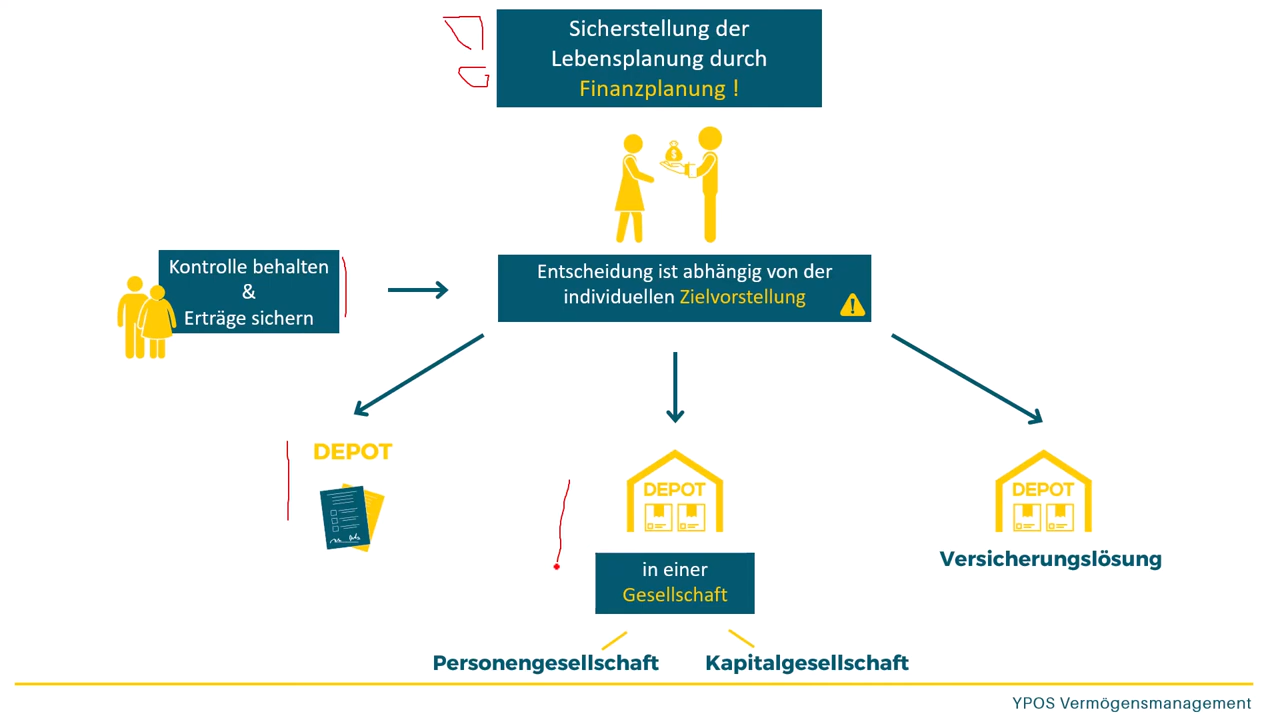 Sicherstellung der
Lebensplanung durch
Finanzplanung !
Kontrolle behalten
&
Erträge sichern
Entscheidung ist abhängig von der
individuellen Zielvorstellung
DEPOT
DEPOT
DEPOT
Versicherungslösung
in einer
Gesellschaft
Personengesellschaft
Kapitalgesellschaft
YPOS Vermögensmanagement